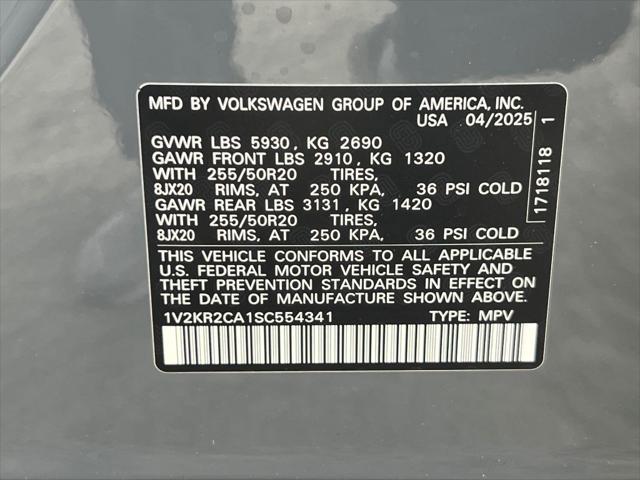 MFD BY VOLKSWAGEN GROUP OF AMERICA, INC.
USA 04/2025
GVWR LBS 5930, KG 2690
GAWR FRONT LBS 2910, KG 1320
WITH 255/50R20 TIRES,
8JX20 RIMS, AT 250 KPA, 36 PSI COLD
GAWR REAR LBS 3131, KG 1420
WITH 255/50R20 TIRES,
8JX20 RIMS, AT 250 KPA, 36 PSI COLD
THIS VEHICLE CONFORMS TO ALL APPLICABLE
U.S. FEDERAL MOTOR VEHICLE SAFETY AND
THEFT PREVENTION STANDARDS IN EFFECT ON
THE DATE OF MANUFACTURE SHOWN ABOVE.
1V2KR2CA1SC554341 TYPE: MPV
1718118 1